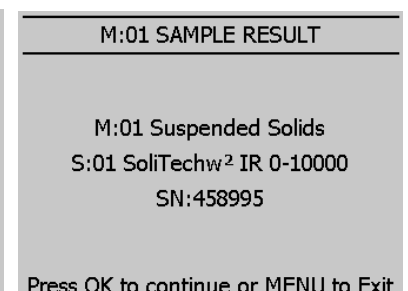 M:01 SAMPLE RESULT
M:01 Suspended Solids
S:01 SoliTechw² IR 0-10000
SN:458995
Press OK to continue or MENU to Exit